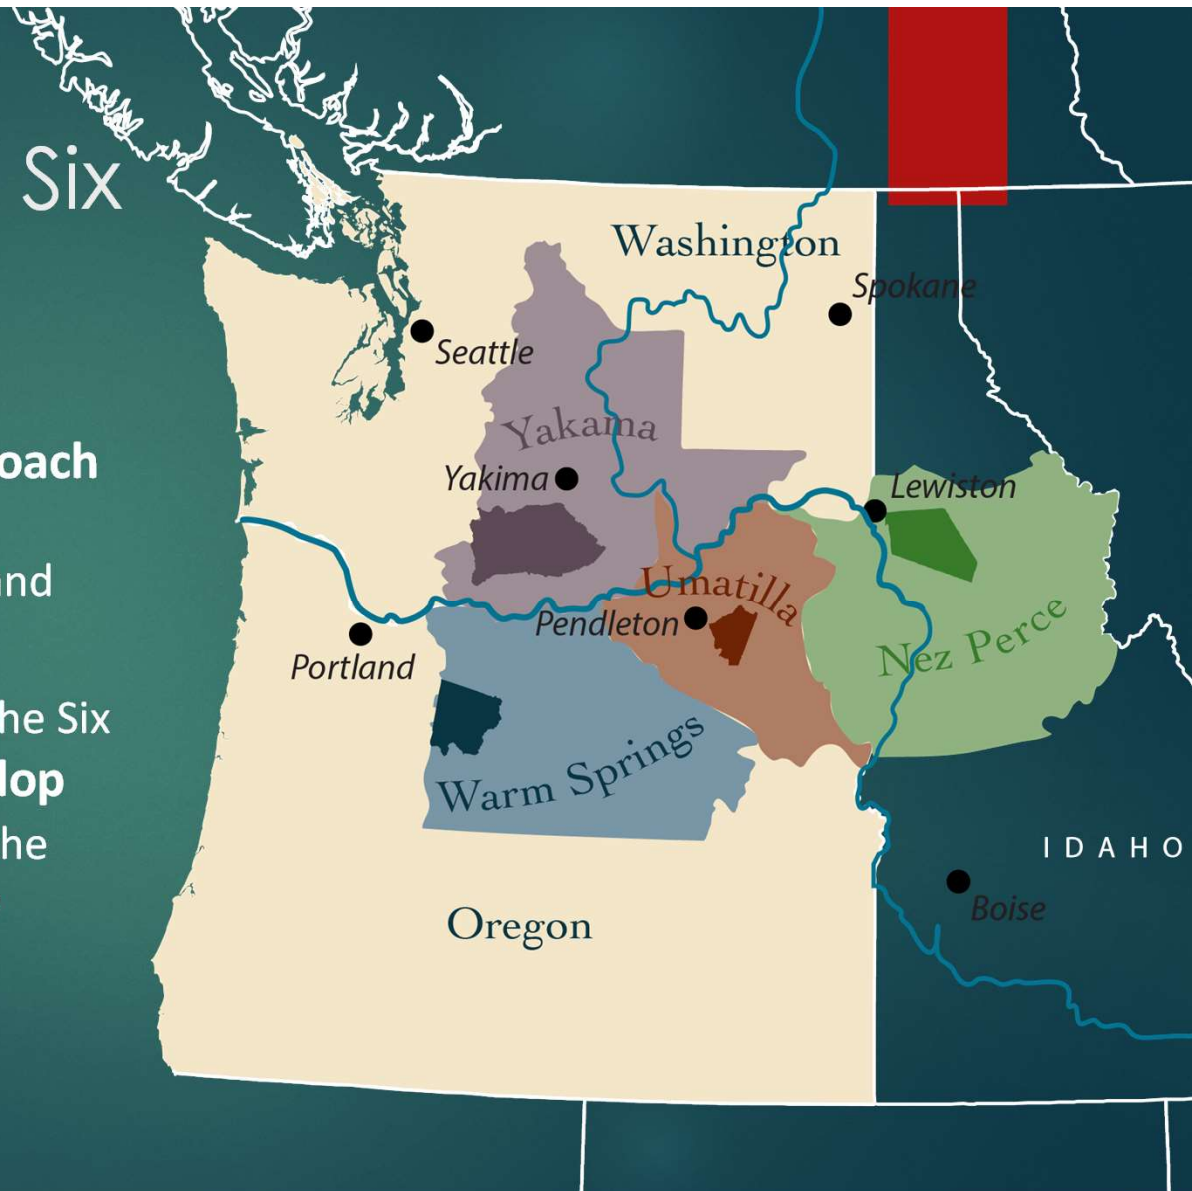 Six
Washington
Spokane
Seattle
oach
Yakama
Yakima
Lewiston
and
Umatilla
Pendleton
Nez Perce
Portland
he Six
lop
Warm Springs
he
IDAHO
Boise
Oregon